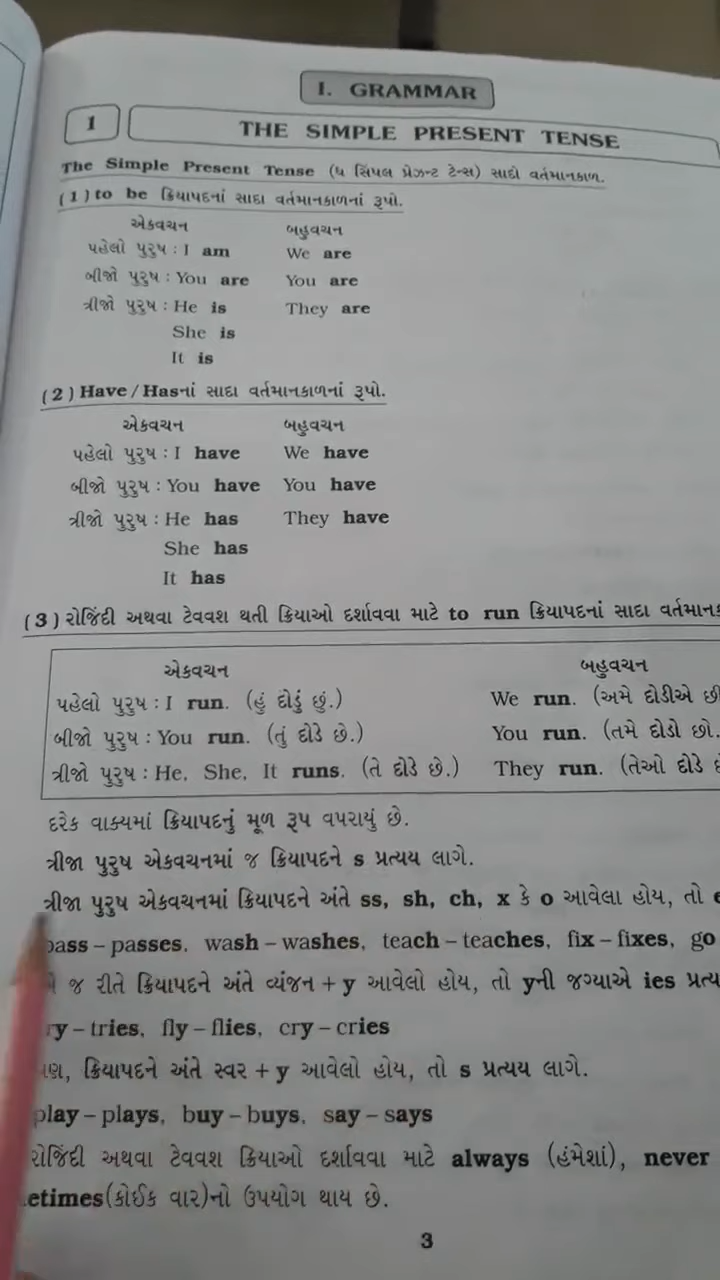 I. GRAMMAR
1 THE SIMPLE PRESENT TENSE
The Simple Present Tense (ધ સિંપલ પ્રેઝન્ટ ટેન્સ) સાદો વર્તમાનકાળ.
(1) to be ક્રિયાપદનાં સાદા વર્તમાનકાળનાં રૂપો.
એકવચન બહુવચન
પહેલો પુરુષ : I am We are
બીજો પુરુષ : You are You are
ત્રીજો પુરુષ : He is They are
She is
It is
(2) Have / Hasનાં સાદા વર્તમાનકાળનાં રૂપો.
એકવચન બહુવચન
પહેલો પુરુષ : I have We have
બીજો પુરુષ : You have You have
ત્રીજો પુરુષ : He has They have
She has
It has
(3) રોજિંદી અથવા ટેવવશ થતી ક્રિયાઓ દર્શાવવા માટે to run ક્રિયાપદનાં સાદા
એકવચન બહુવચન
પહેલો પુરુષ : I run. (હું દોડું છું.) We run. (અમે દોડીએ
બીજો પુરુષ : You run. (તું દોડે છે.) You run. (તમે દોડો છો.
ત્રીજો પુરુષ : He, She, It runs. (તે દોડે છે.) They run. (તેઓ દોડે
દરેક વાક્યમાં ક્રિયાપદનું મૂળ રૂપ વપરાયું છે.
ત્રીજા પુરુષ એકવચનમાં જ ક્રિયાપદને s પ્રત્યય લાગે.
ત્રીજા પુરુષ એકવચનમાં ક્રિયાપદને અંતે ss, sh, ch, x કે o આવેલા હોય, તો
pass – passes, wash – washes, teach – teaches, fix – fixes, go
જ રીતે ક્રિયાપદને અંતે વ્યંજન + y આવેલો હોય, તો yની જગ્યાએ ies
– tries, fly – flies, cry – cries
ક્રિયાપદને અંતે સ્વર + y આવેલો હોય, તો s પ્રત્યય લાગે.
play – plays, buy – buys, say – says
રોજિંદી અથવા ટેવવશ ક્રિયાઓ દર્શાવવા માટે always (હંમેશાં), never
(કોઈક વાર)નો ઉપયોગ થાય છે.
3